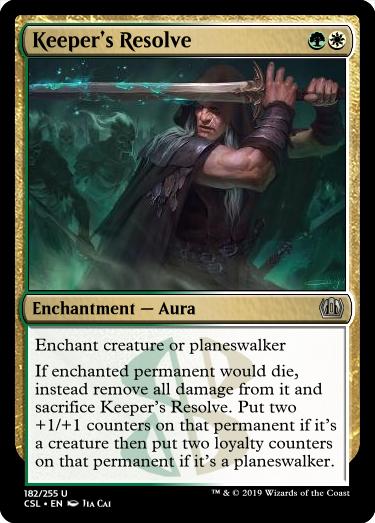 Keeper's Resolve
Enchantment — Aura
Enchant creature or planeswalker
If enchanted permanent would die,
instead remove all damage from it and
sacrifice Keeper's Resolve. Put two
+1/+1 counters on that permanent if it's
a creature then put two loyalty counters
on that permanent if it's a planeswalker.
182/255 U
CSL • EN Jia Cai
™ & © 2019 Wizards of the Coast